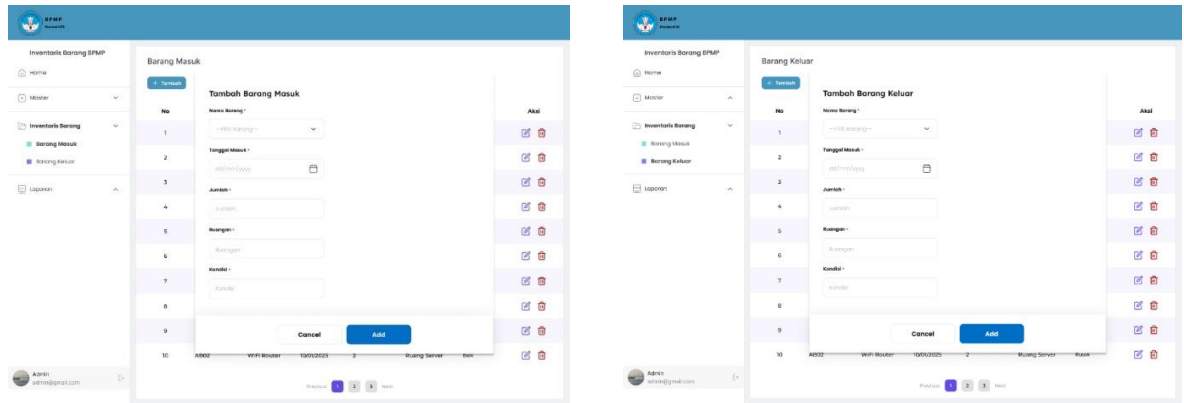 BPMP
Inventaris Barang BPMP
Home
Master
Inventaris Barang
Barang Masuk
Barang Keluar
Laporan
Admin
admin@gmail.com
Barang Masuk
+ Tambah
No
Aksi
1
2
3
4
5
6
7
8
9
10 AB02 WiFi Router 10/01/2025 2 Ruang Server Baik
Tambah Barang Masuk
Nama Barang *
--Pilih Barang--
Tanggal Masuk *
dd/mm/yyyy
Jumlah *
Jumlah
Ruangan *
Ruangan
Kondisi *
Kondisi
Cancel Add
Previous 1 2 3 Next
BPMP
Inventaris Barang BPMP
Home
Master
Inventaris Barang
Barang Masuk
Barang Keluar
Laporan
Admin
admin@gmail.com
Barang Keluar
+ Tambah
No
Aksi
1
2
3
4
5
6
7
8
9
10 AB02 WiFi Router 10/01/2025 2 Ruang Server Rusak
Tambah Barang Keluar
Nama Barang *
--Pilih Barang--
Tanggal Masuk *
dd/mm/yyyy
Jumlah *
Jumlah
Ruangan *
Ruangan
Kondisi *
Kondisi
Cancel Add
Previous 1 2 3 Next